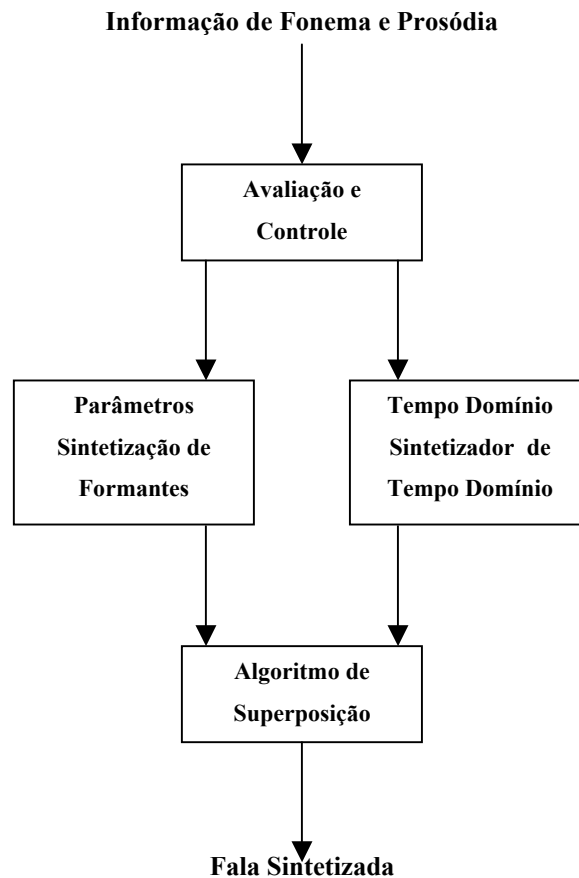 Informação de Fonema e Prosódia
Avaliação e
Controle
Parâmetros
Sintetização de
Formantes
Tempo Domínio
Sintetizador de
Tempo Domínio
Algoritmo de
Superposição
Fala Sintetizada